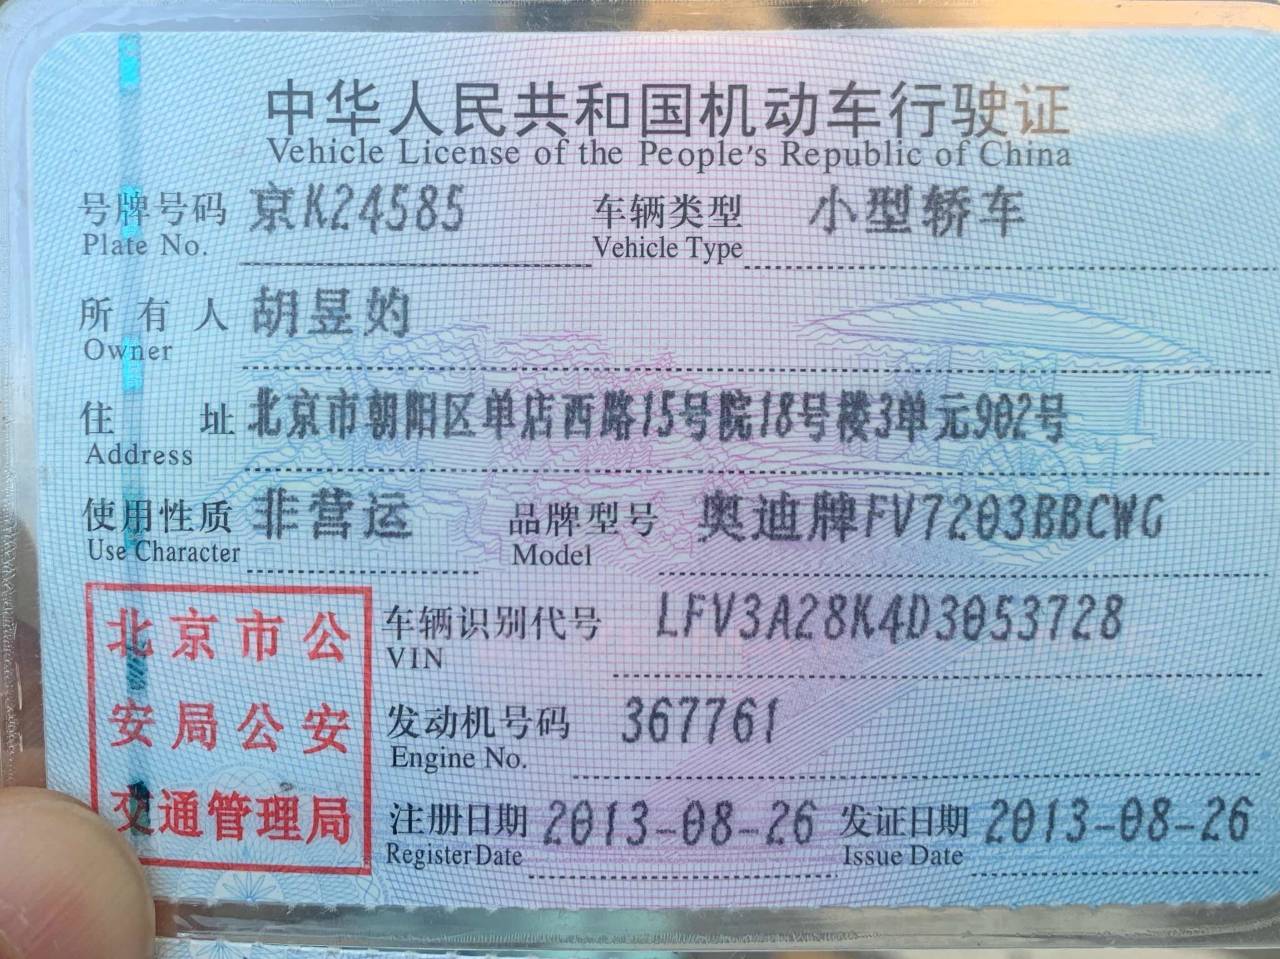 中华人民共和国机动车行驶证
Vehicle License of the People's Republic of China
号牌号码 京K24585 车辆类型 小型轿车
Plate No. Vehicle Type
所有人 胡昱妁
Owner
住址 北京市朝阳区单店西路15号院18号楼3单元902号
Address
使用性质 非营运 品牌型号 奥迪牌FV7203BBCWG
Use Character Model
北京市公
安局公安
交通管理局
车辆识别代号 LFV3A28K4D3053728
VIN
发动机号码 367761
Engine No.
注册日期 2013-08-26 发证日期 2013-08-26
Register Date Issue Date